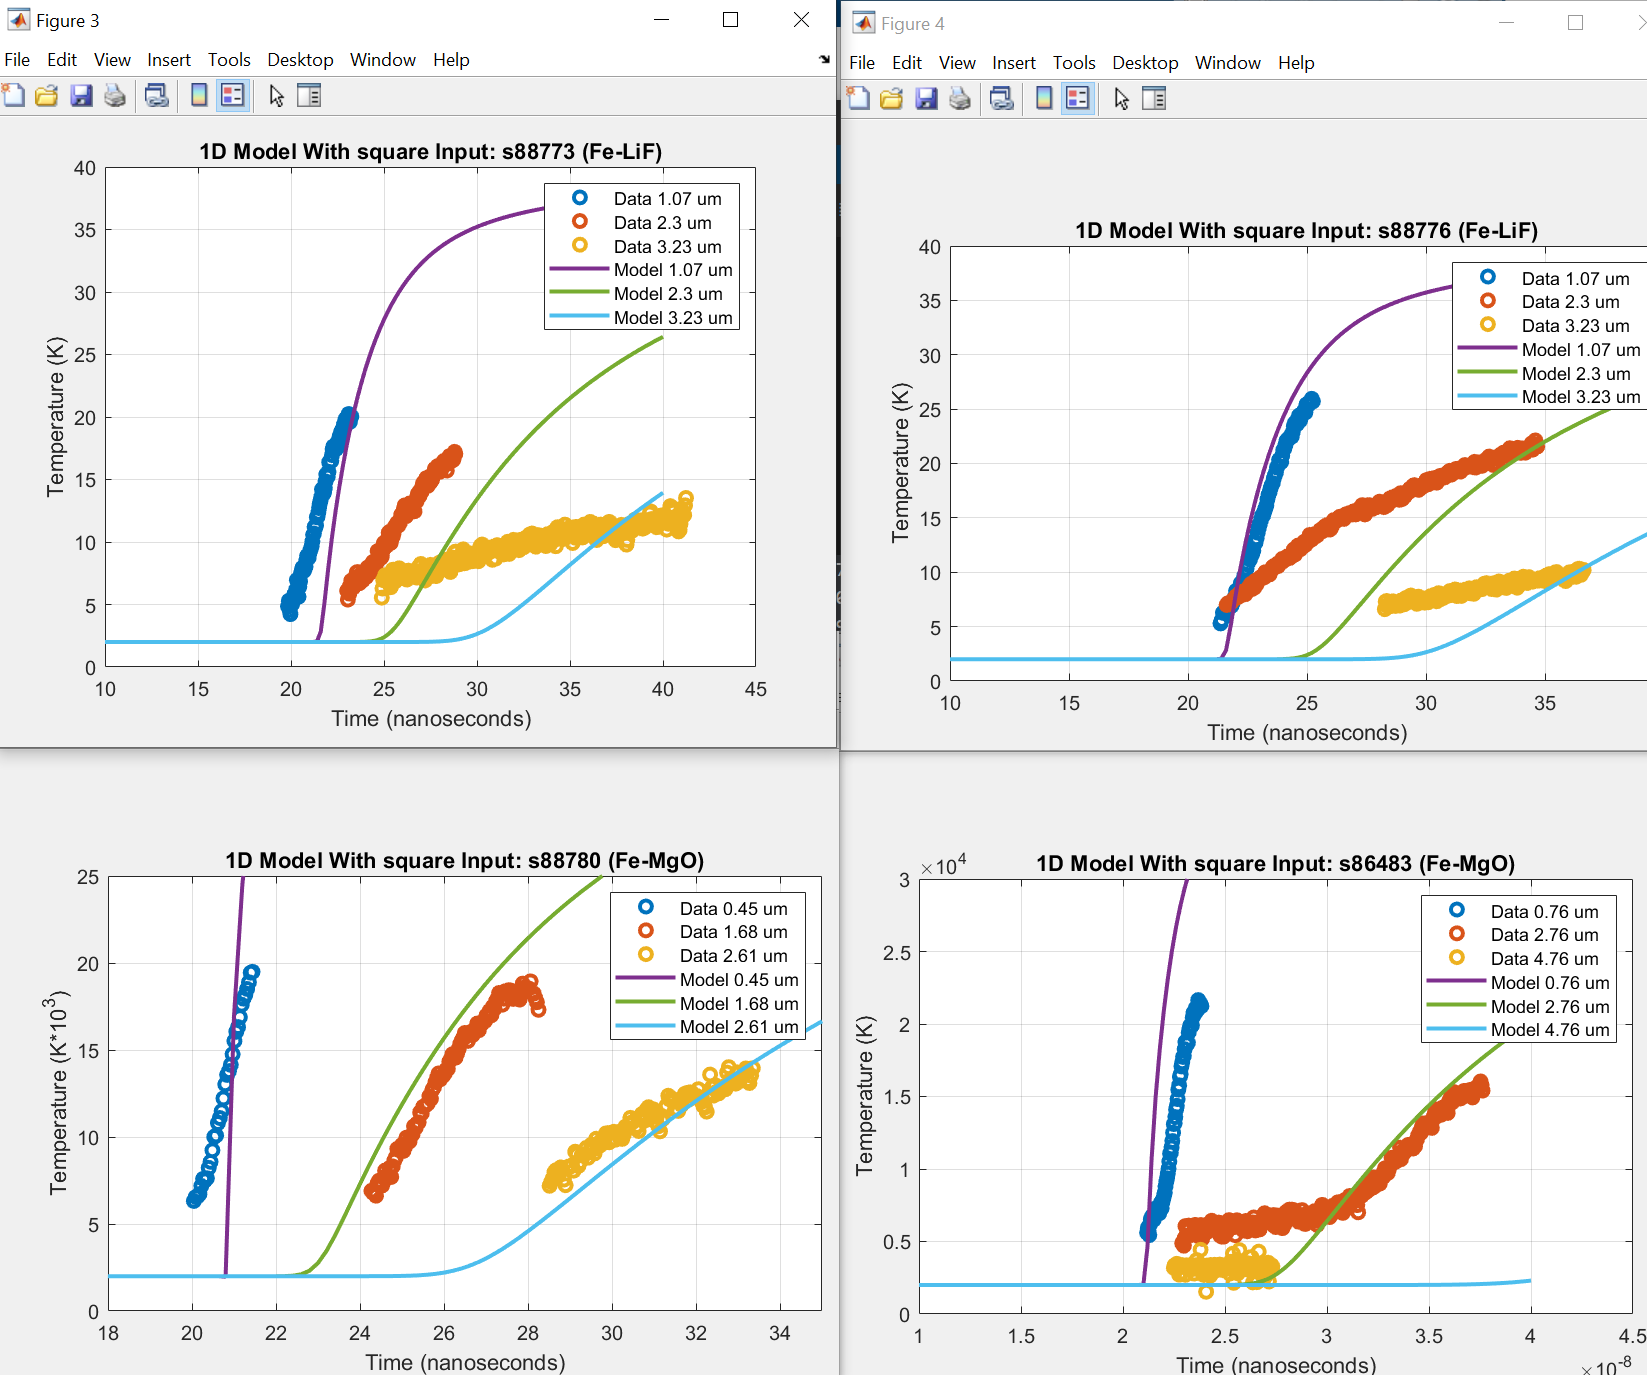 Figure 3
File Edit View Insert Tools Desktop Window Help
1D Model With square Input: s88773 (Fe-LiF)
Temperature (K)
40
35
30
25
20
15
10
5
0
Data 1.07 um
Data 2.3 um
Data 3.23 um
Model 1.07 um
Model 2.3 um
Model 3.23 um
10 15 20 25 30 35 40 45
Time (nanoseconds)
Figure 4
File Edit View Insert Tools Desktop Window Help
1D Model With square Input: s88776 (Fe-LiF)
Temperature (K)
40
35
30
25
20
15
10
5
0
Data 1.07 um
Data 2.3 um
Data 3.23 um
Model 1.07 um
Model 2.3 um
Model 3.23 um
10 15 20 25 30 35
Time (nanoseconds)
1D Model With square Input: s88780 (Fe-MgO)
Temperature (K*10^3)
25
20
15
10
5
0
Data 0.45 um
Data 1.68 um
Data 2.61 um
Model 0.45 um
Model 1.68 um
Model 2.61 um
18 20 22 24 26 28 30 32 34
Time (nanoseconds)
×10^4
1D Model With square Input: s86483 (Fe-MgO)
Temperature (K)
3
2.5
2
1.5
1
0.5
0
Data 0.76 um
Data 2.76 um
Data 4.76 um
Model 0.76 um
Model 2.76 um
Model 4.76 um
1 1.5 2 2.5 3 3.5 4 4.5
Time (nanoseconds)
×10^-8